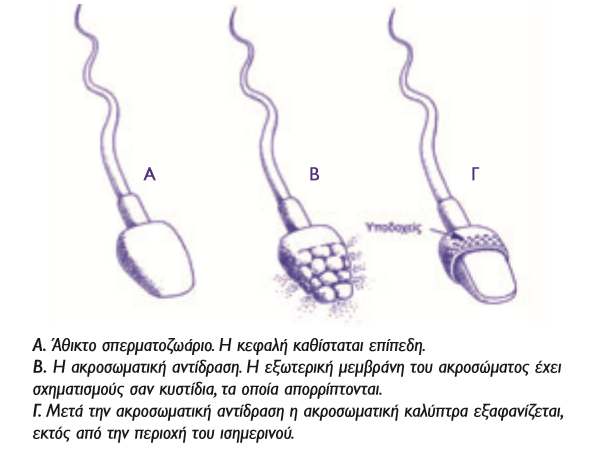 Α
Β
Γ
Υποδοχείς
Α. Άθικτο σπερματοζωάριο. Η κεφαλή καθίσταται επίπεδη.
Β. Η ακροσωματική αντίδραση. Η εξωτερική μεμβράνη του ακροσώματος έχει
σχηματισμούς σαν κυστίδια, τα οποία απορρίπτονται.
Γ. Μετά την ακροσωματική αντίδραση η ακροσωματική καλύπτρα εξαφανίζεται,
εκτός από την περιοχή του ισημερινού.